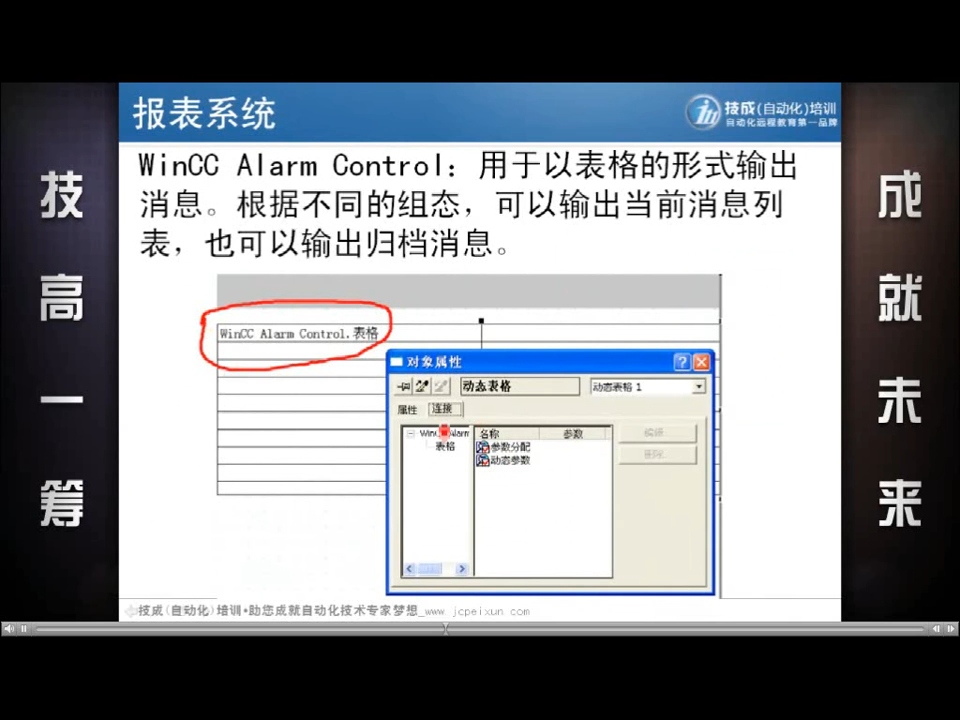 报表系统
技成(自动化)培训
自动化远程教育第一品牌
WinCC Alarm Control：用于以表格的形式输出
消息。根据不同的组态，可以输出当前消息列
表，也可以输出归档消息。
技高一筹
成就未来
WinCC Alarm Control.表格
对象属性
动态表格
动态表格 1
属性
连接
名称
参数
编辑
表格
参数分配
删除
动态参数
技成(自动化)培训•助您成就自动化技术专家梦想_www jcpeixun com